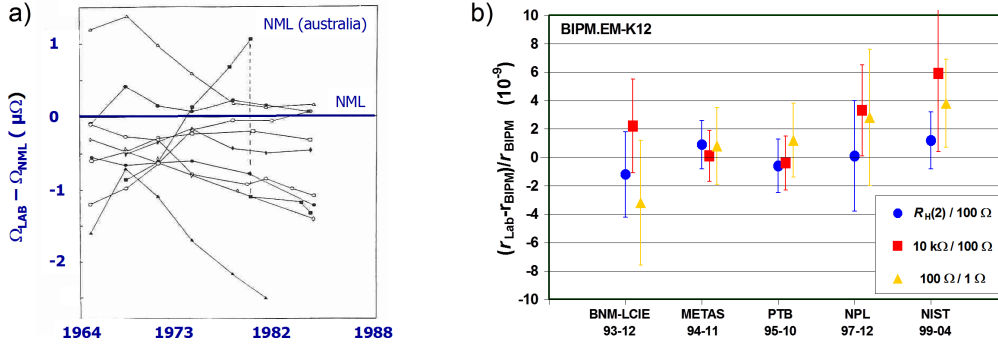 a)
NML (australia)
NML
Ω_LAB – Ω_NML ( μΩ)
1
0
-1
-2
1964
1973
1982
1988
b)
BIPM.EM-K12
(r_Lab-r_BIPM)/r_BIPM (10⁻⁹)
10
8
6
4
2
0
-2
-4
-6
-8
-10
R_H(2) / 100 Ω
10 kΩ / 100 Ω
100 Ω / 1 Ω
BNM-LCIE METAS PTB NPL NIST
93-12 94-11 95-10 97-12 99-04